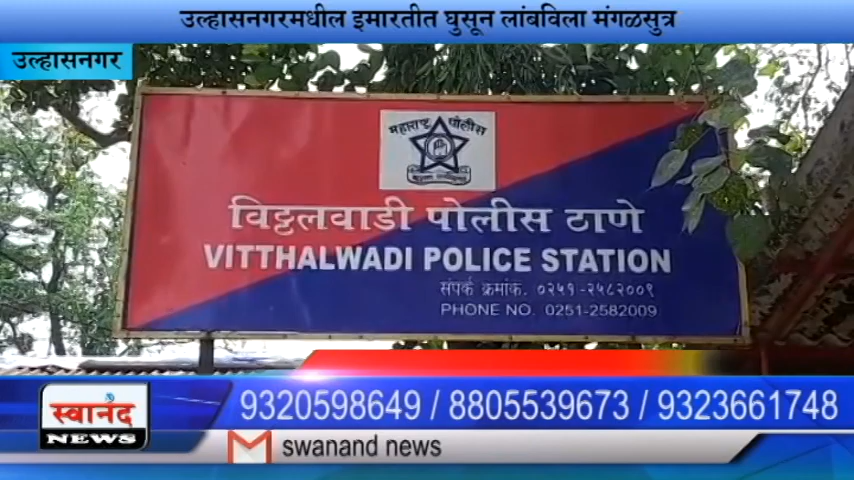 उल्हासनगरमधील इमारतीत घुसून लांबविला मंगळसुत्र
उल्हासनगर
महाराष्ट्र पोलीस
विट्टलवाडी पोलीस ठाणे
VITTHALWADI POLICE STATION
संपर्क क्रमांक. ०२५१-२५८२००९
PHONE NO. 0251-2582009
स्वानंद
NEWS
9320598649 / 8805539673 / 9323661748
swanand news